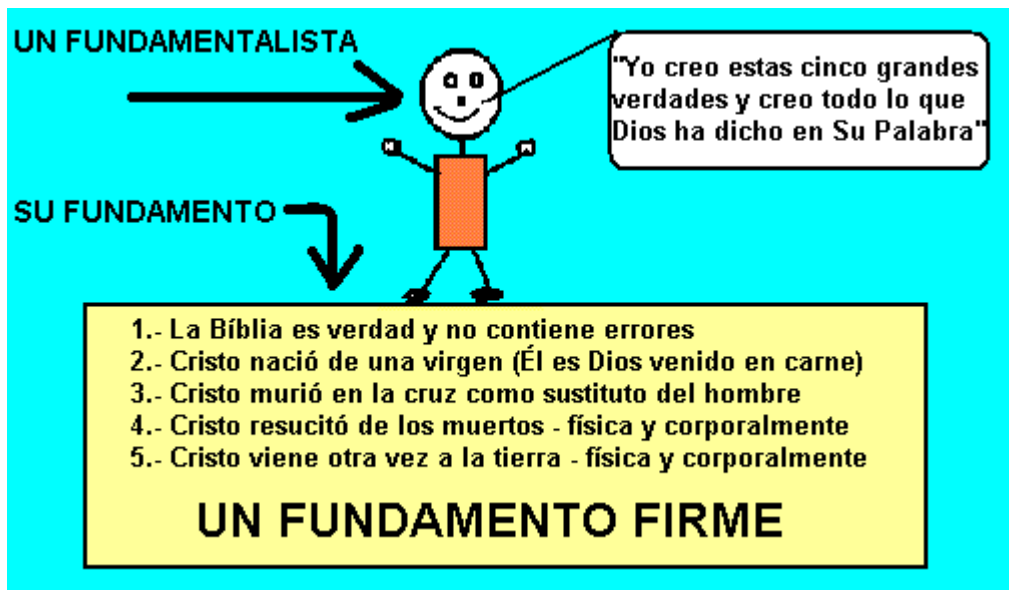 UN FUNDAMENTALISTA
"Yo creo estas cinco grandes
verdades y creo todo lo que
Dios ha dicho en Su Palabra"
SU FUNDAMENTO
1.- La Bíblia es verdad y no contiene errores
2.- Cristo nació de una virgen (Él es Dios venido en carne)
3.- Cristo murió en la cruz como sustituto del hombre
4.- Cristo resucitó de los muertos - física y corporalmente
5.- Cristo viene otra vez a la tierra - física y corporalmente
UN FUNDAMENTO FIRME